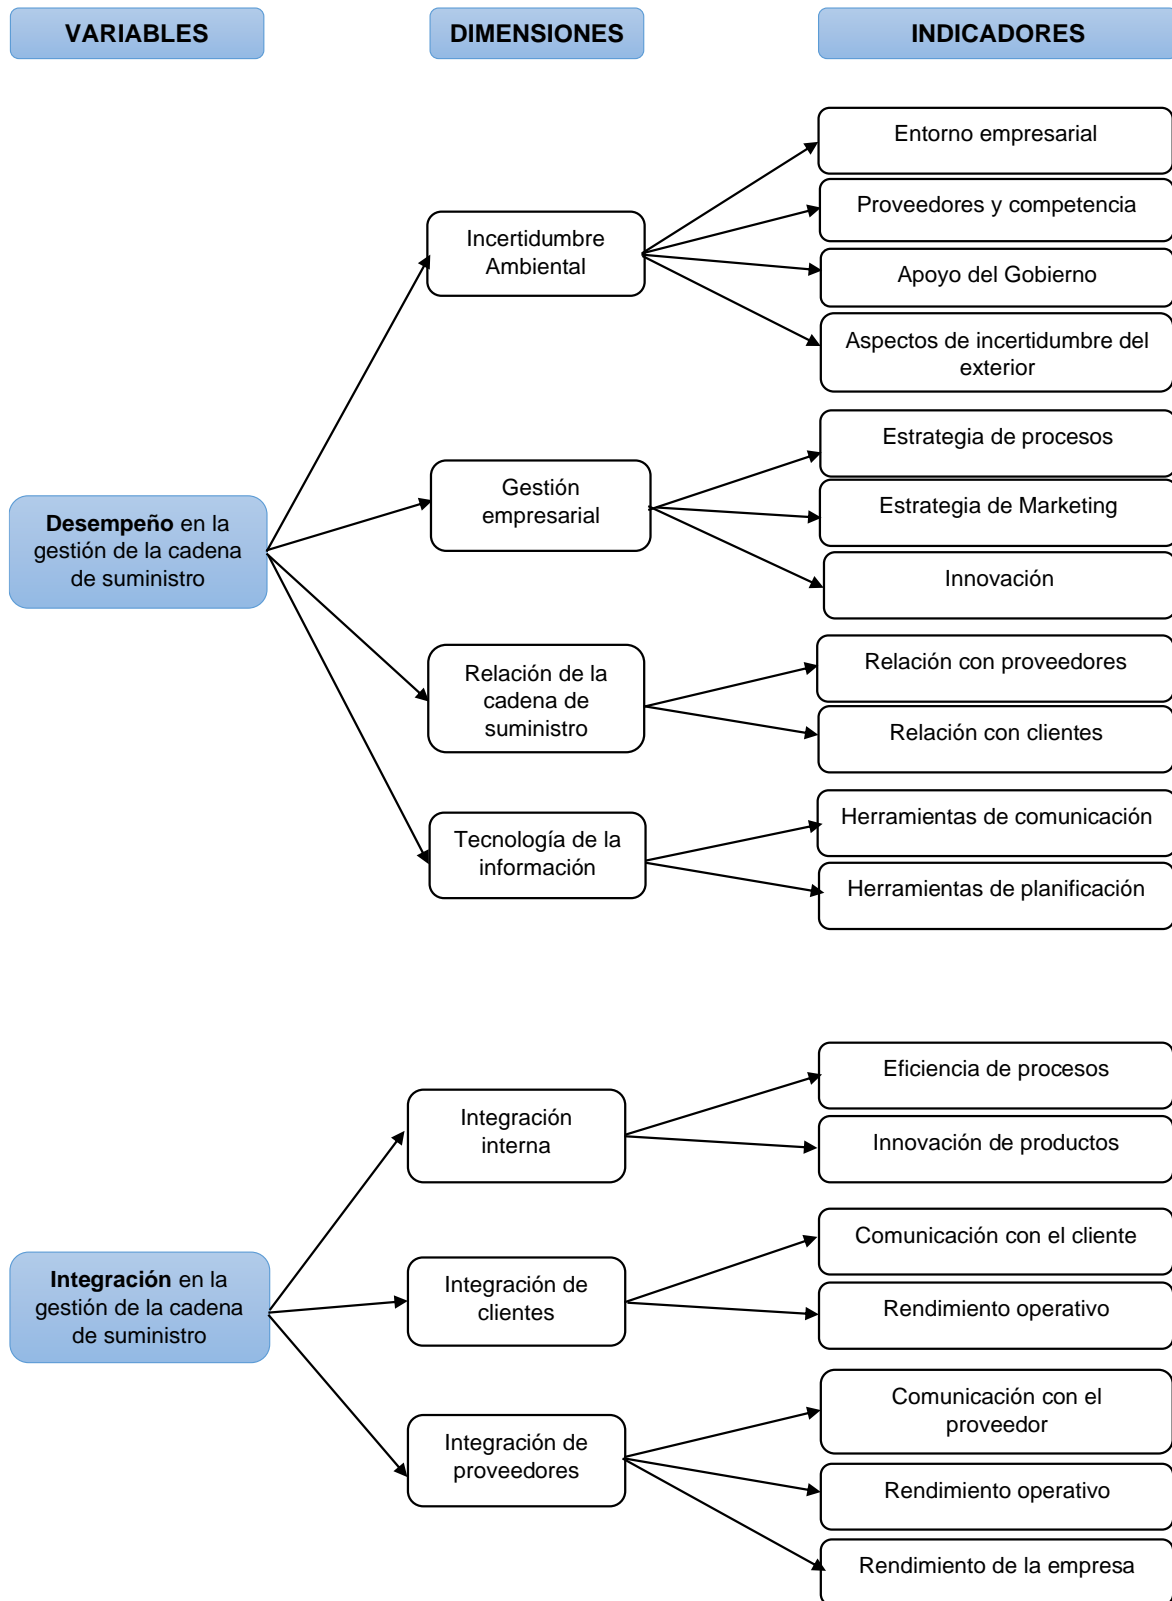 VARIABLES
DIMENSIONES
INDICADORES
Entorno empresarial
Proveedores y competencia
Incertidumbre
Ambiental
Apoyo del Gobierno
Aspectos de incertidumbre del
exterior
Estrategia de procesos
Gestión
empresarial
Estrategia de Marketing
Desempeño en la
gestión de la cadena
de suministro
Innovación
Relación con proveedores
Relación de la
cadena de
suministro
Relación con clientes
Herramientas de comunicación
Tecnología de la
información
Herramientas de planificación
Eficiencia de procesos
Integración
interna
Innovación de productos
Comunicación con el cliente
Integración en la
gestión de la cadena
de suministro
Integración de
clientes
Rendimiento operativo
Comunicación con el
proveedor
Integración de
proveedores
Rendimiento operativo
Rendimiento de la empresa